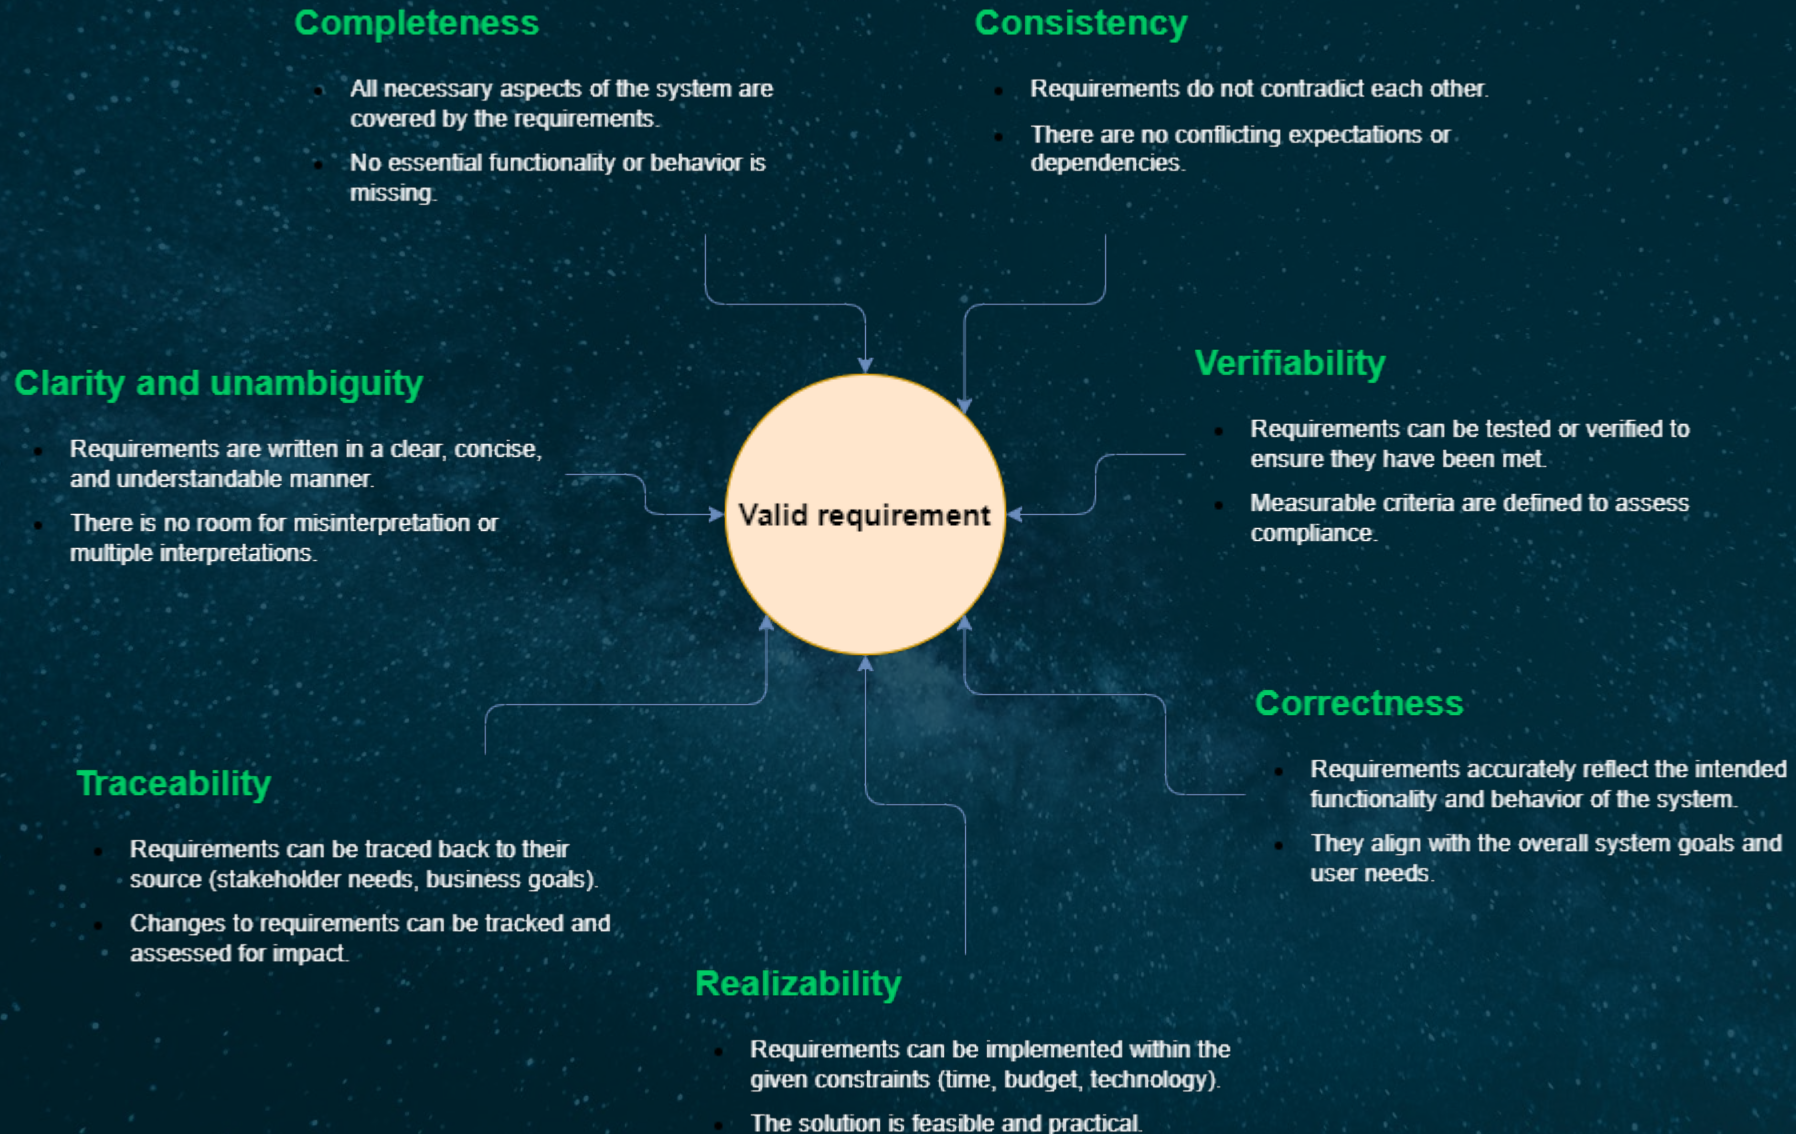 Completeness
All necessary aspects of the system are
covered by the requirements.
No essential functionality or behavior is
missing.
Consistency
Requirements do not contradict each other.
There are no conflicting expectations or
dependencies.
Clarity and unambiguity
Requirements are written in a clear, concise,
and understandable manner.
There is no room for misinterpretation or
multiple interpretations.
Valid requirement
Verifiability
Requirements can be tested or verified to
ensure they have been met.
Measurable criteria are defined to assess
compliance.
Traceability
Requirements can be traced back to their
source (stakeholder needs, business goals).
Changes to requirements can be tracked and
assessed for impact.
Correctness
Requirements accurately reflect the intended
functionality and behavior of the system.
They align with the overall system goals and
user needs.
Realizability
Requirements can be implemented within the
given constraints (time, budget, technology).
The solution is feasible and practical.